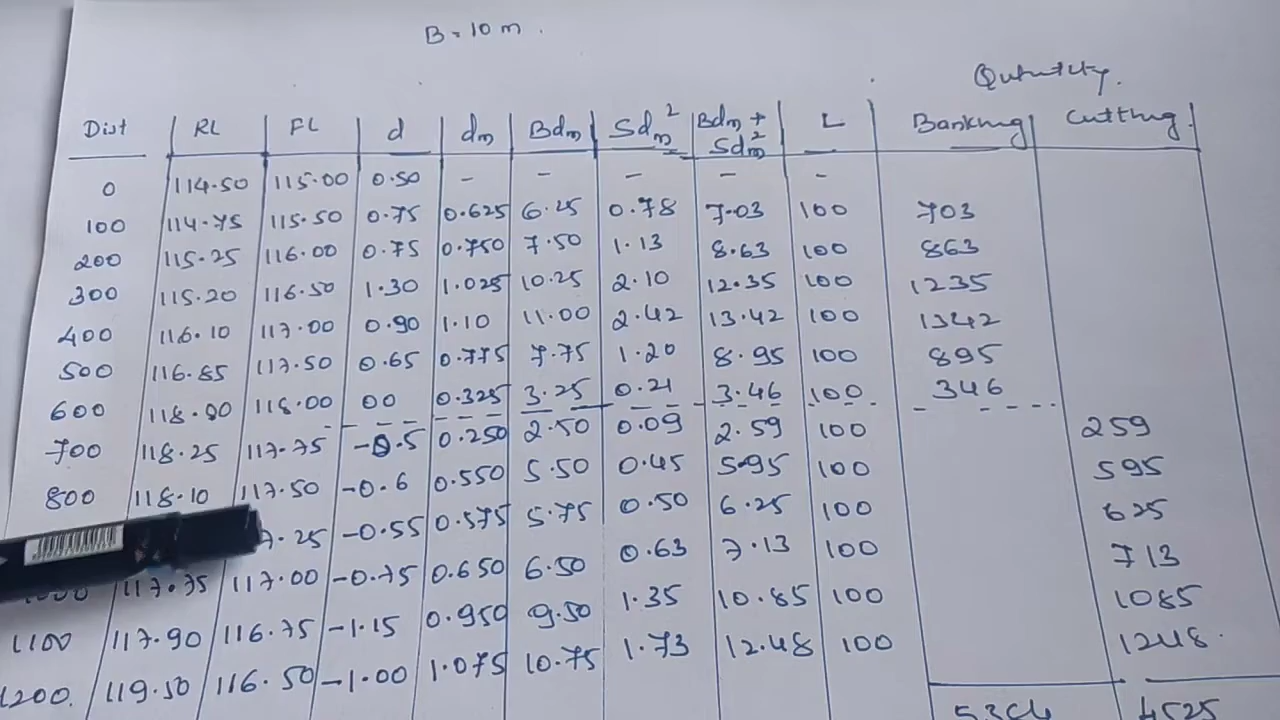 B = 10 m.
Quantity.
Dist RL FL d dm Bdm Sdm² Bdm + Sdm² L Banking Cutting
0 114.50 115.00 0.50 - - - - -
100 114.75 115.50 0.75 0.625 6.25 0.78 7.03 100 703
200 115.25 116.00 0.75 0.750 7.50 1.13 8.63 100 863
300 115.20 116.50 1.30 1.025 10.25 2.10 12.35 100 1235
400 116.10 117.00 0.90 1.10 11.00 2.42 13.42 100 1342
500 116.85 117.50 0.65 0.775 7.75 1.20 8.95 100 895
600 118.00 118.00 00 0.325 3.25 0.21 3.46 100 346
700 118.25 117.75 -0.5 0.250 2.50 0.09 2.59 100 259
800 118.10 117.50 -0.6 0.550 5.50 0.45 5.95 100 595
7.25 -0.55 0.575 5.75 0.50 6.25 100 625
1000 117.75 117.00 -0.75 0.650 6.50 0.63 7.13 100 713
1100 117.90 116.75 -1.15 0.950 9.50 1.35 10.85 100 1085
1200. 119.50 116.50 -1.00 1.075 10.75 1.73 12.48 100 1248.
4525